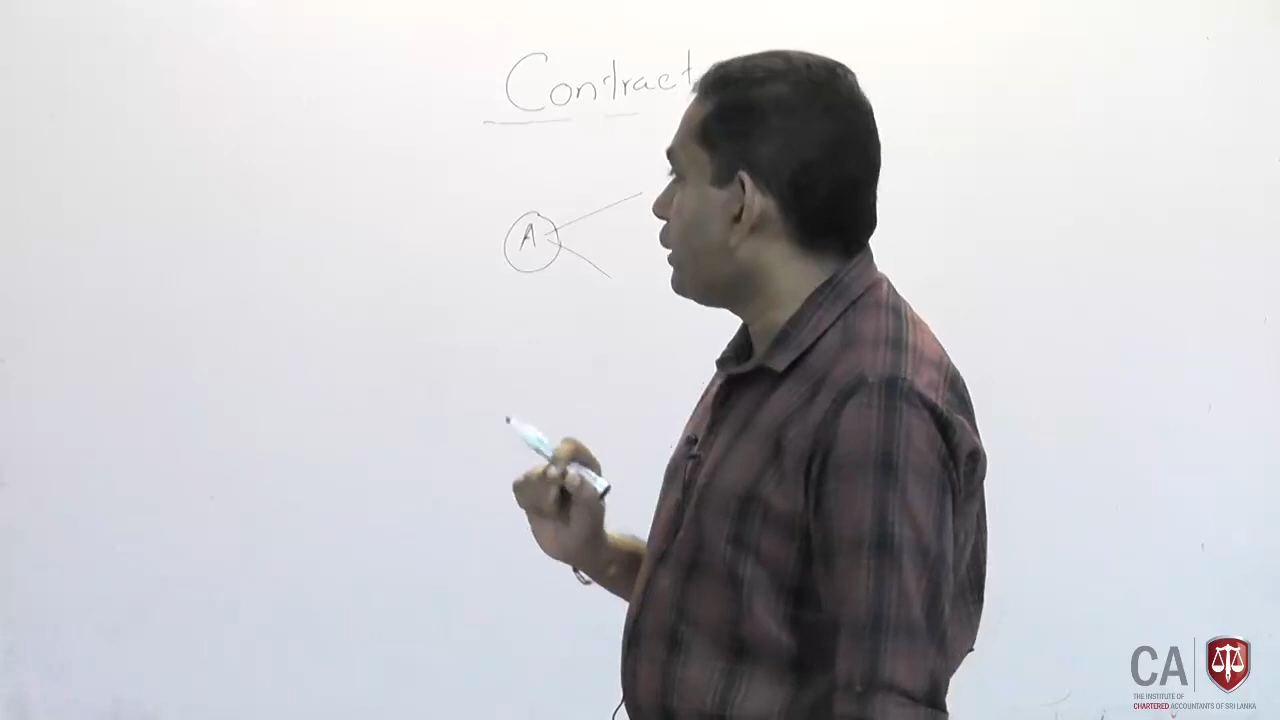 Contract
A
CA
THE INSTITUTE OF
CHARTERED ACCOUNTANTS OF SRI LANKA